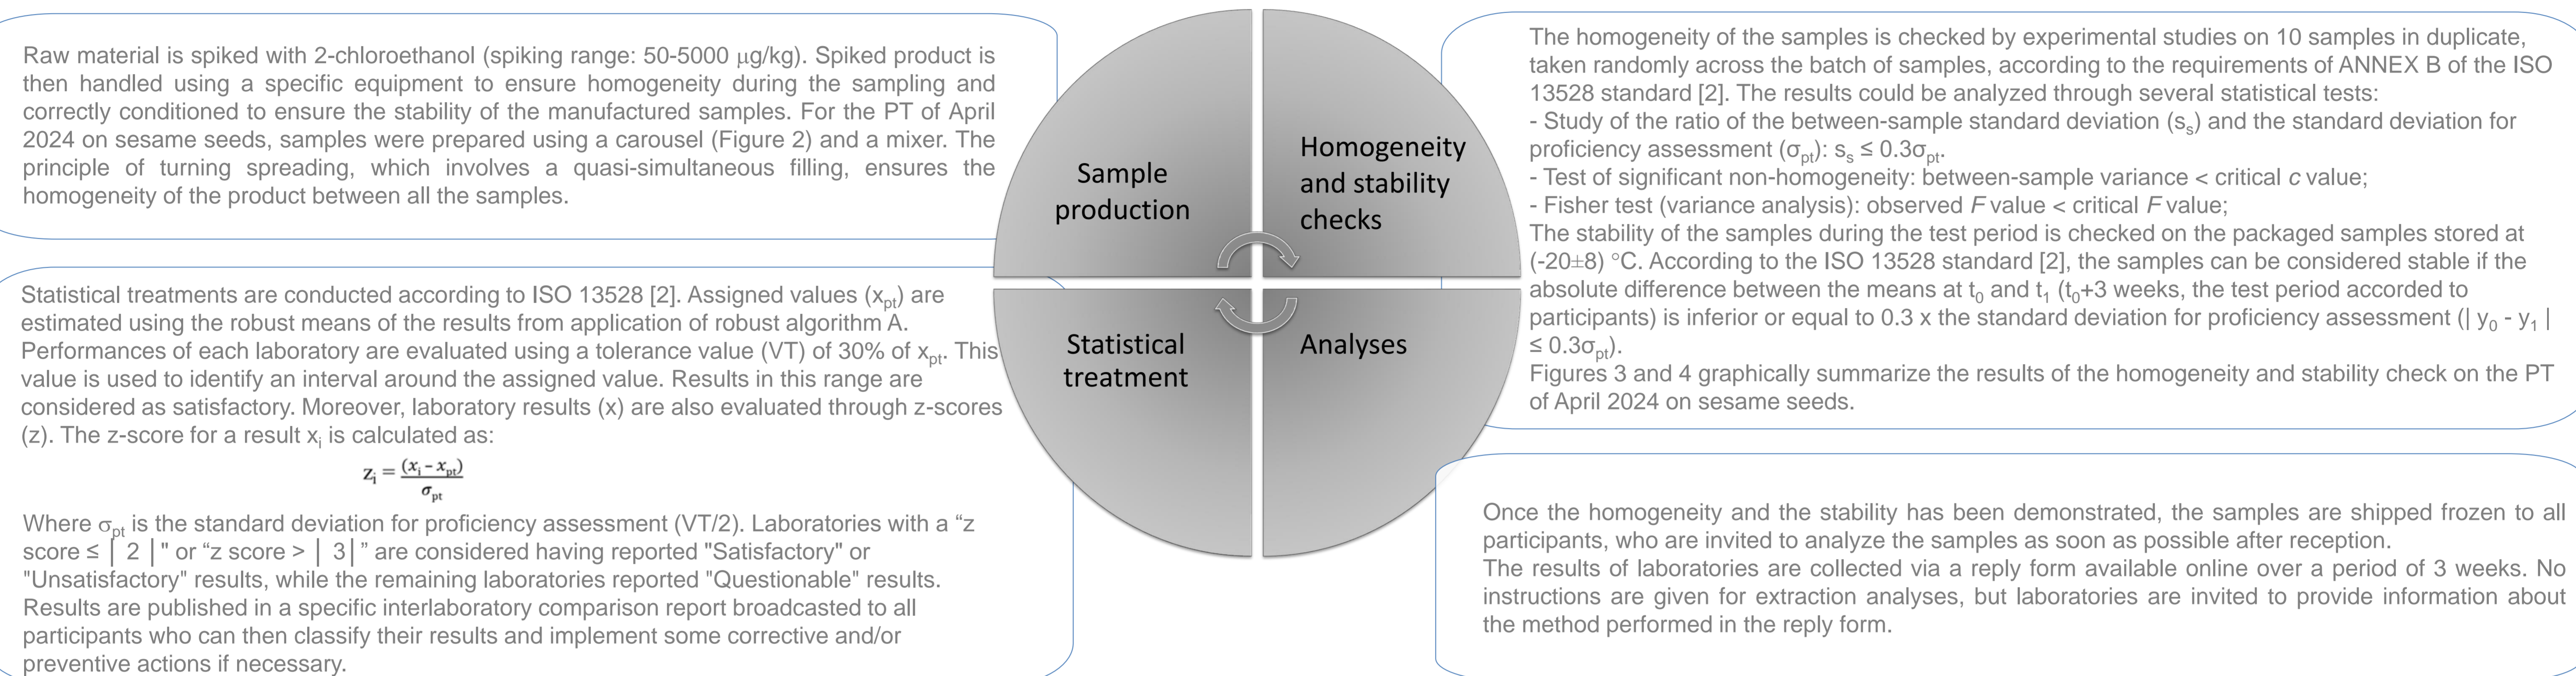 Raw material is spiked with 2-chloroethanol (spiking range: 50-5000 µg/kg). Spiked product is
then handled using a specific equipment to ensure homogeneity during the sampling and
correctly conditioned to ensure the stability of the manufactured samples. For the PT of April
2024 on sesame seeds, samples were prepared using a carousel (Figure 2) and a mixer. The
principle of turning spreading, which involves a quasi-simultaneous filling, ensures the
homogeneity of the product between all the samples.
Sample
production
Homogeneity
and stability
checks
The homogeneity of the samples is checked by experimental studies on 10 samples in duplicate,
taken randomly across the batch of samples, according to the requirements of ANNEX B of the ISO
13528 standard [2]. The results could be analyzed through several statistical tests:
- Study of the ratio of the between-sample standard deviation (sₛ) and the standard deviation for
proficiency assessment (σpt): sₛ ≤ 0.3σpt.
- Test of significant non-homogeneity: between-sample variance < critical c value;
- Fisher test (variance analysis): observed F value < critical F value;
The stability of the samples during the test period is checked on the packaged samples stored at
(-20±8) °C. According to the ISO 13528 standard [2], the samples can be considered stable if the
absolute difference between the means at t₀ and t₁ (t₀+3 weeks, the test period accorded to
participants) is inferior or equal to 0.3 x the standard deviation for proficiency assessment (| y₀ - y₁ |
≤ 0.3σpt).
Figures 3 and 4 graphically summarize the results of the homogeneity and stability check on the PT
of April 2024 on sesame seeds.
Statistical treatments are conducted according to ISO 13528 [2]. Assigned values (xpt) are
estimated using the robust means of the results from application of robust algorithm A.
Performances of each laboratory are evaluated using a tolerance value (VT) of 30% of xpt. This
value is used to identify an interval around the assigned value. Results in this range are
considered as satisfactory. Moreover, laboratory results (x) are also evaluated through z-scores
(z). The z-score for a result xi is calculated as:
zi = (xi – xpt) / σpt
Where σpt is the standard deviation for proficiency assessment (VT/2). Laboratories with a “z
score ≤ | 2 |" or “z score > | 3| ” are considered having reported "Satisfactory" or
"Unsatisfactory" results, while the remaining laboratories reported "Questionable" results.
Results are published in a specific interlaboratory comparison report broadcasted to all
participants who can then classify their results and implement some corrective and/or
preventive actions if necessary.
Statistical
treatment
Analyses
Once the homogeneity and the stability has been demonstrated, the samples are shipped frozen to all
participants, who are invited to analyze the samples as soon as possible after reception.
The results of laboratories are collected via a reply form available online over a period of 3 weeks. No
instructions are given for extraction analyses, but laboratories are invited to provide information about
the method performed in the reply form.